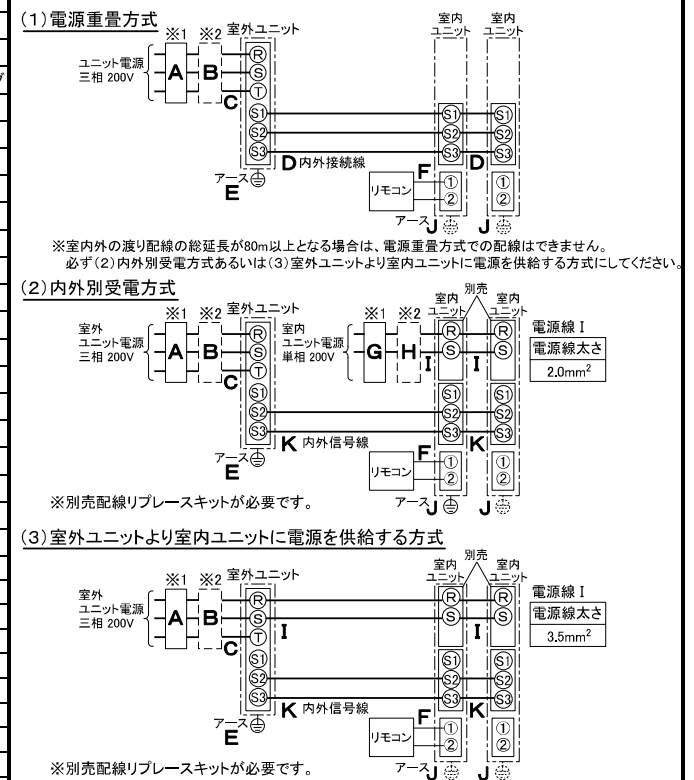 (1)電源重畳方式
※1 ※2 室外ユニット
室内
ユニット
室内
ユニット
ユニット電源
三相 200V
A B C
R
S
T
S1
S2
S3
S1
S2
S3
S1
S2
S3
D 内外接続線
F
D
リモコン
①
②
①
②
アース
E
アース J
J
※室内外の渡り配線の総延長が80m以上となる場合は、電源重畳方式での配線はできません。
必ず(2)内外別受電方式あるいは(3)室外ユニットより室内ユニットに電源を供給する方式にしてください。
(2)内外別受電方式
※1 ※2 室外ユニット
※1 ※2
別売
室内
ユニット
室内
ユニット
室外
ユニット電源
三相 200V
A B C
R
S
T
S1
S2
S3
室内
ユニット電源
単相 200V
G H I I
R
S
S1
S2
S3
R
S
S1
S2
S3
電源線 I
電源線太さ
2.0mm²
K 内外信号線
F
K
リモコン
①
②
①
②
アース
E
アース J
J
※別売配線リプレースキットが必要です。
(3)室外ユニットより室内ユニットに電源を供給する方式
※1 ※2 室外ユニット
別売
室内
ユニット
室内
ユニット
室外
ユニット電源
三相 200V
A B C
R
S
T
S1
S2
S3
I I
R
S
S1
S2
S3
R
S
S1
S2
S3
電源線 I
電源線太さ
3.5mm²
K 内外信号線
F
K
リモコン
①
②
①
②
アース
E
アース J
J
※別売配線リプレースキットが必要です。